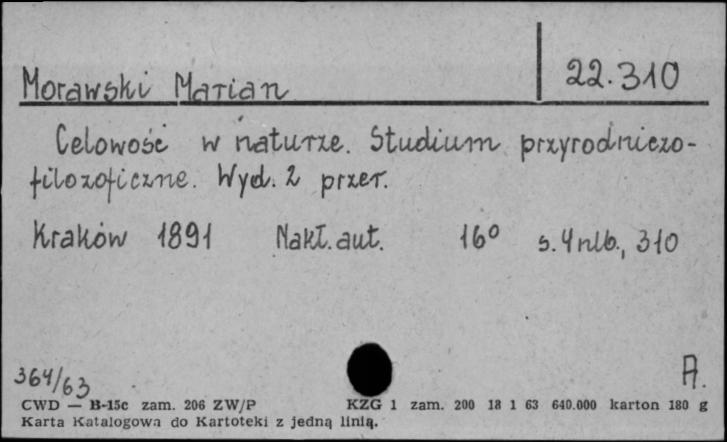 Morawski Marian 22.310
Celowość w naturze. Studium przyrodniczo-
filozoficzne. Wyd. 2 przer.
Kraków 1891 Nakł. aut. 16° s. 4 nlb., 310
364/63 A.
CWD — B-15c zam. 206 ZW/P KZG 1 zam. 200 18 1 63 640.000 karton 180 g
Karta Katalogowa do Kartoteki z jedną linią.